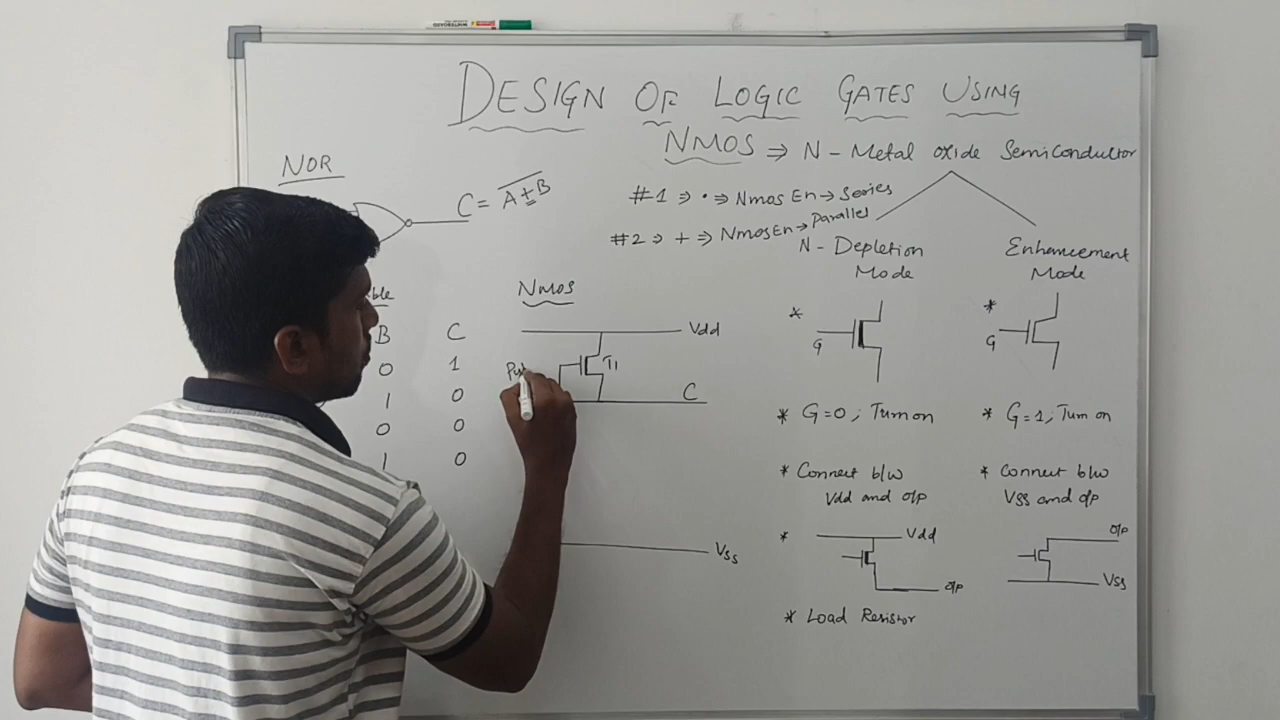 DESIGN OF LOGIC GATES USING
NMOS ⇒ N - Metal oxide Semiconductor
NOR
C = A̅ ̅+̅ ̅B̅
#1 ⇒ • ⇒ Nmos En → Series
#2 ⇒ + ⇒ NmosEn → parallel
N - Depletion Mode
Enhancement Mode
B C
0 1
1 0
0 0
1 0
NMOS
Vdd
T1
C
Vss
*
G
* G=0 ; Turn on
* Connect b/w
Vdd and o/p
* Vdd
o/p
* Load Resistor
*
G
* G=1 ; Turn on
* Connect b/w
Vss and o/p
o/p
Vss